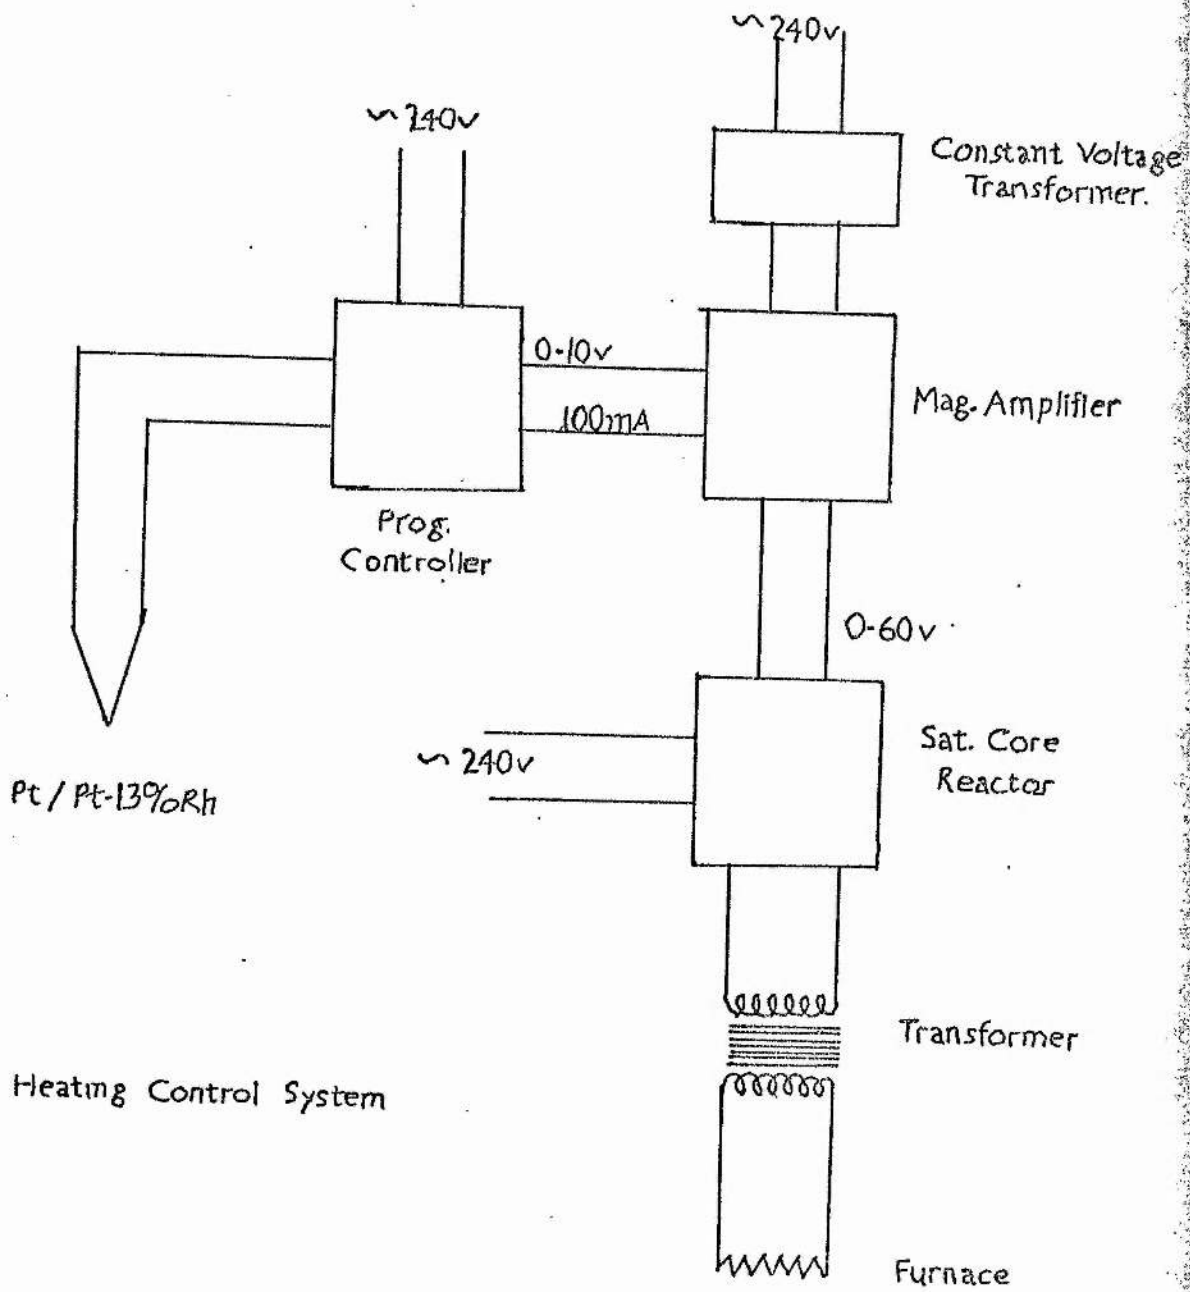 ~240v
~240v
Constant Voltage
Transformer.
0-10v
100mA
Mag. Amplifier
Prog.
Controller
0-60v
~240v
Sat. Core
Reactor
Pt / Pt-13%Rh
Transformer
Heating Control System
Furnace